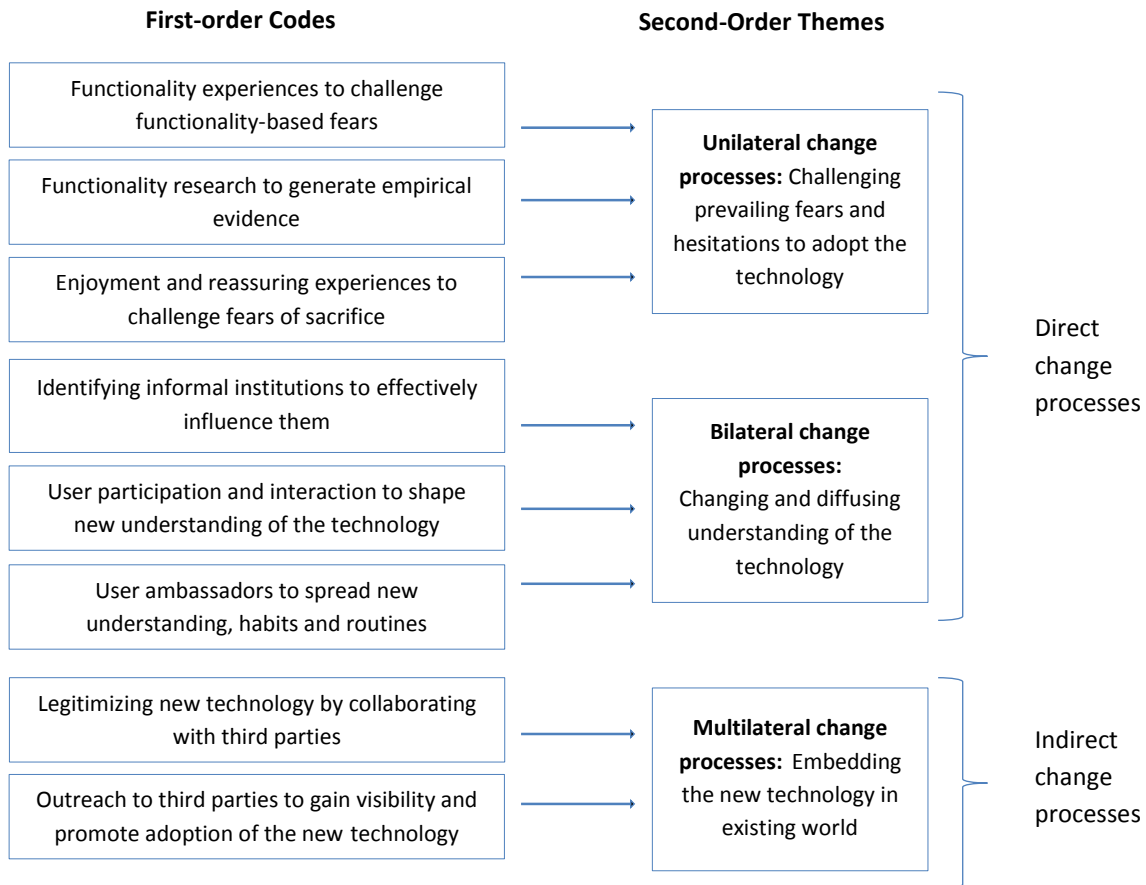 First-order Codes
Second-Order Themes
Functionality experiences to challenge
functionality-based fears
Functionality research to generate empirical
evidence
Enjoyment and reassuring experiences to
challenge fears of sacrifice
Unilateral change
processes: Challenging
prevailing fears and
hesitations to adopt the
technology
Identifying informal institutions to effectively
influence them
User participation and interaction to shape
new understanding of the technology
User ambassadors to spread new
understanding, habits and routines
Bilateral change
processes:
Changing and diffusing
understanding of the
technology
Direct
change
processes
Legitimizing new technology by collaborating
with third parties
Outreach to third parties to gain visibility and
promote adoption of the new technology
Multilateral change
processes: Embedding
the new technology in
existing world
Indirect
change
processes